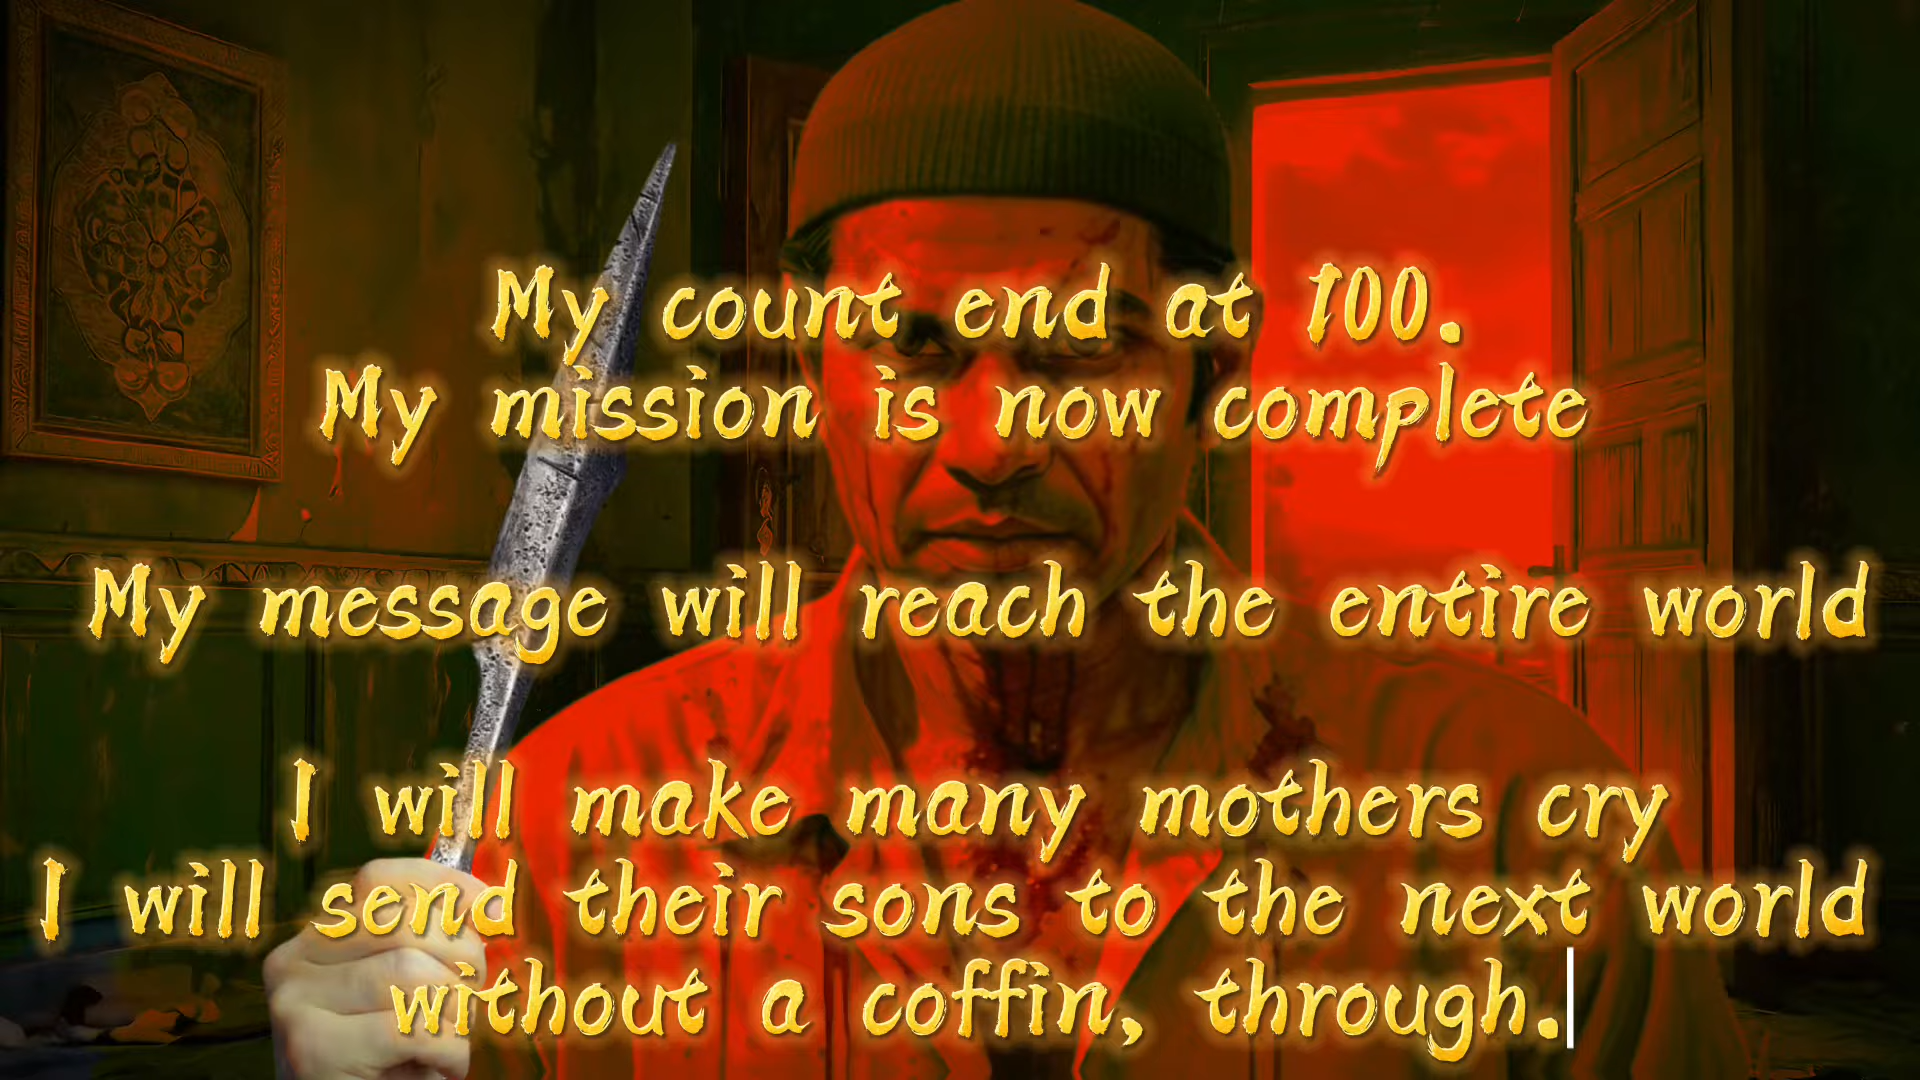 My count end at 100.
My mission is now complete
My message will reach the entire world
I will make many mothers cry
I will send their sons to the next world
without a coffin, through.